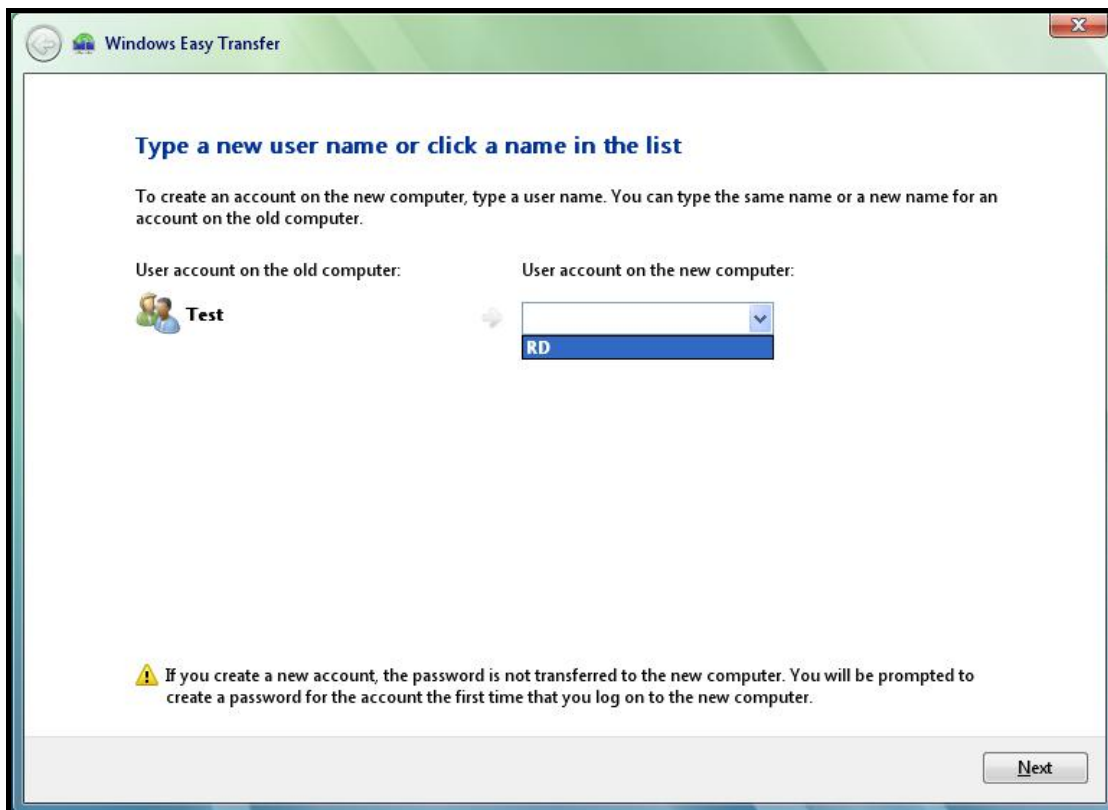 Windows Easy Transfer
X
Type a new user name or click a name in the list
To create an account on the new computer, type a user name. You can type the same name or a new name for an
account on the old computer.
User account on the old computer:
User account on the new computer:
Test
RD
If you create a new account, the password is not transferred to the new computer. You will be prompted to
create a password for the account the first time that you log on to the new computer.
Next